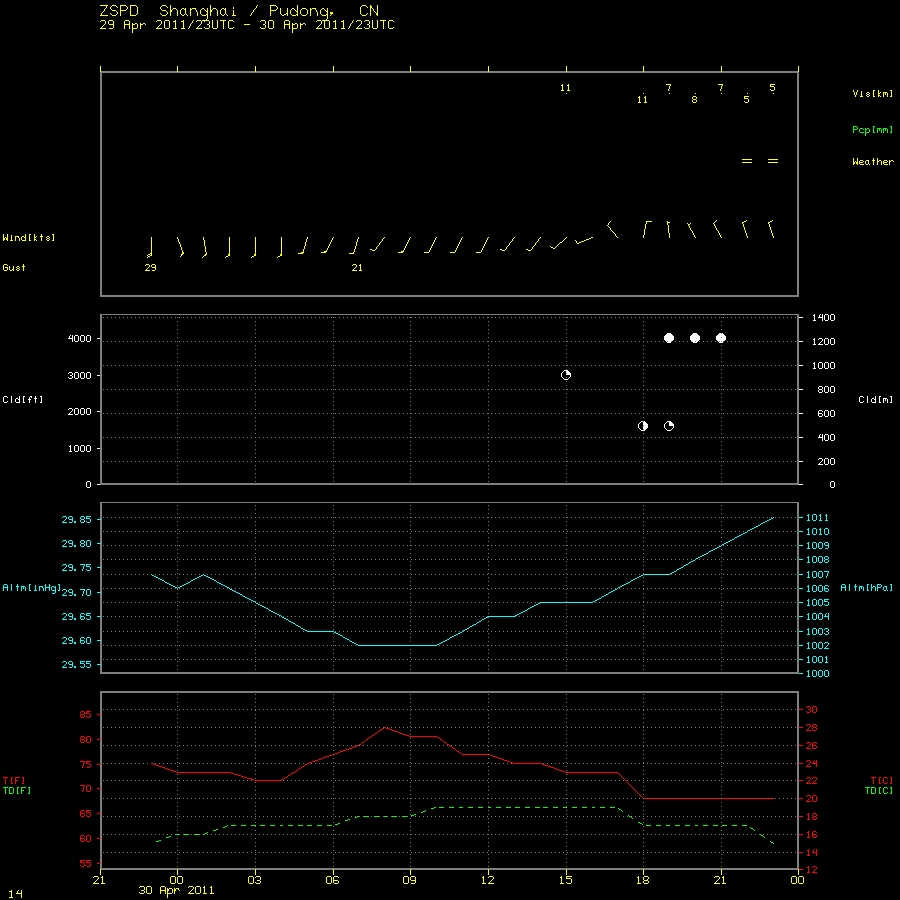 ZSPD Shanghai / Pudong, CN
29 Apr 2011/23UTC - 30 Apr 2011/23UTC
11 7 7 5
11 8 5
Vis[km]
Pcp[mm]
Weather
Wind[kts]
29 21
Gust
1400
4000 1200
1000
3000
800
Cld[ft] Cld[m]
2000 600
400
1000
200
0 0
29.85 1011
1010
29.80 1009
1008
29.75
1007
Altm[inHg] 29.70 1006 Altm[hPa]
1005
29.65 1004
1003
29.60 1002
1001
29.55
1000
30
85
28
80
26
75 24
T[F] 22 T[C]
TD[F] 70 TD[C]
20
65 18
60 16
14
55
12
21 00 03 06 09 12 15 18 21 00
30 Apr 2011
14